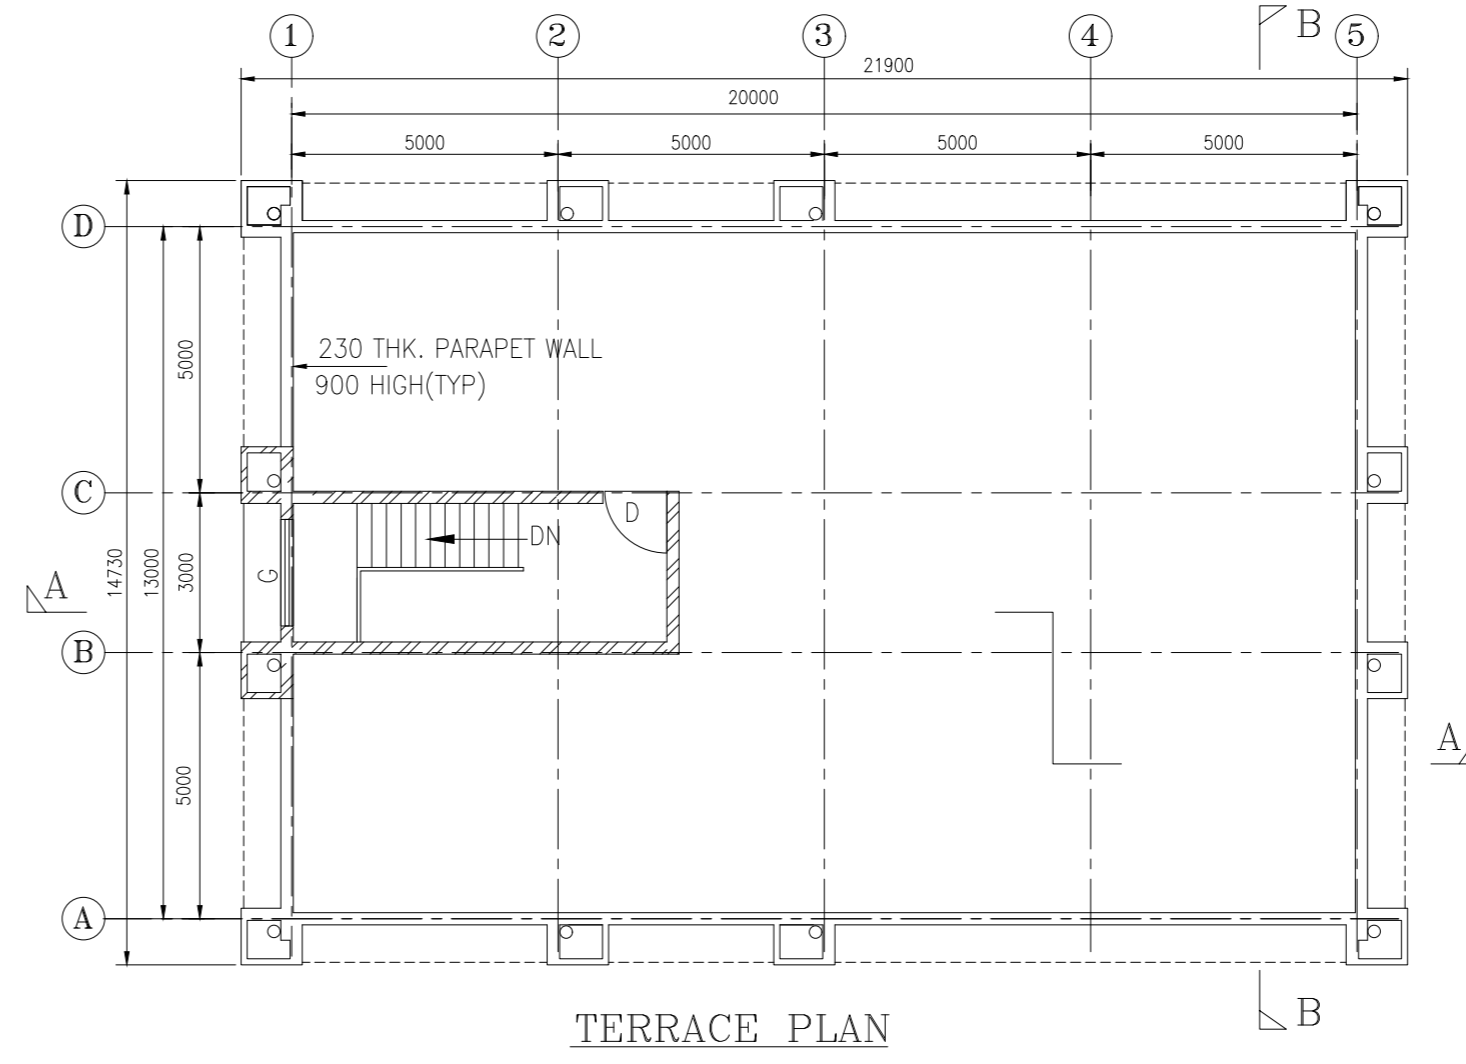 1 2 3 4 B 5
21900
20000
5000 5000 5000 5000
D
5000
230 THK. PARAPET WALL
900 HIGH(TYP)
C
D
DN
14730 13000 3000 G
A
B
A
5000
A
B
TERRACE PLAN